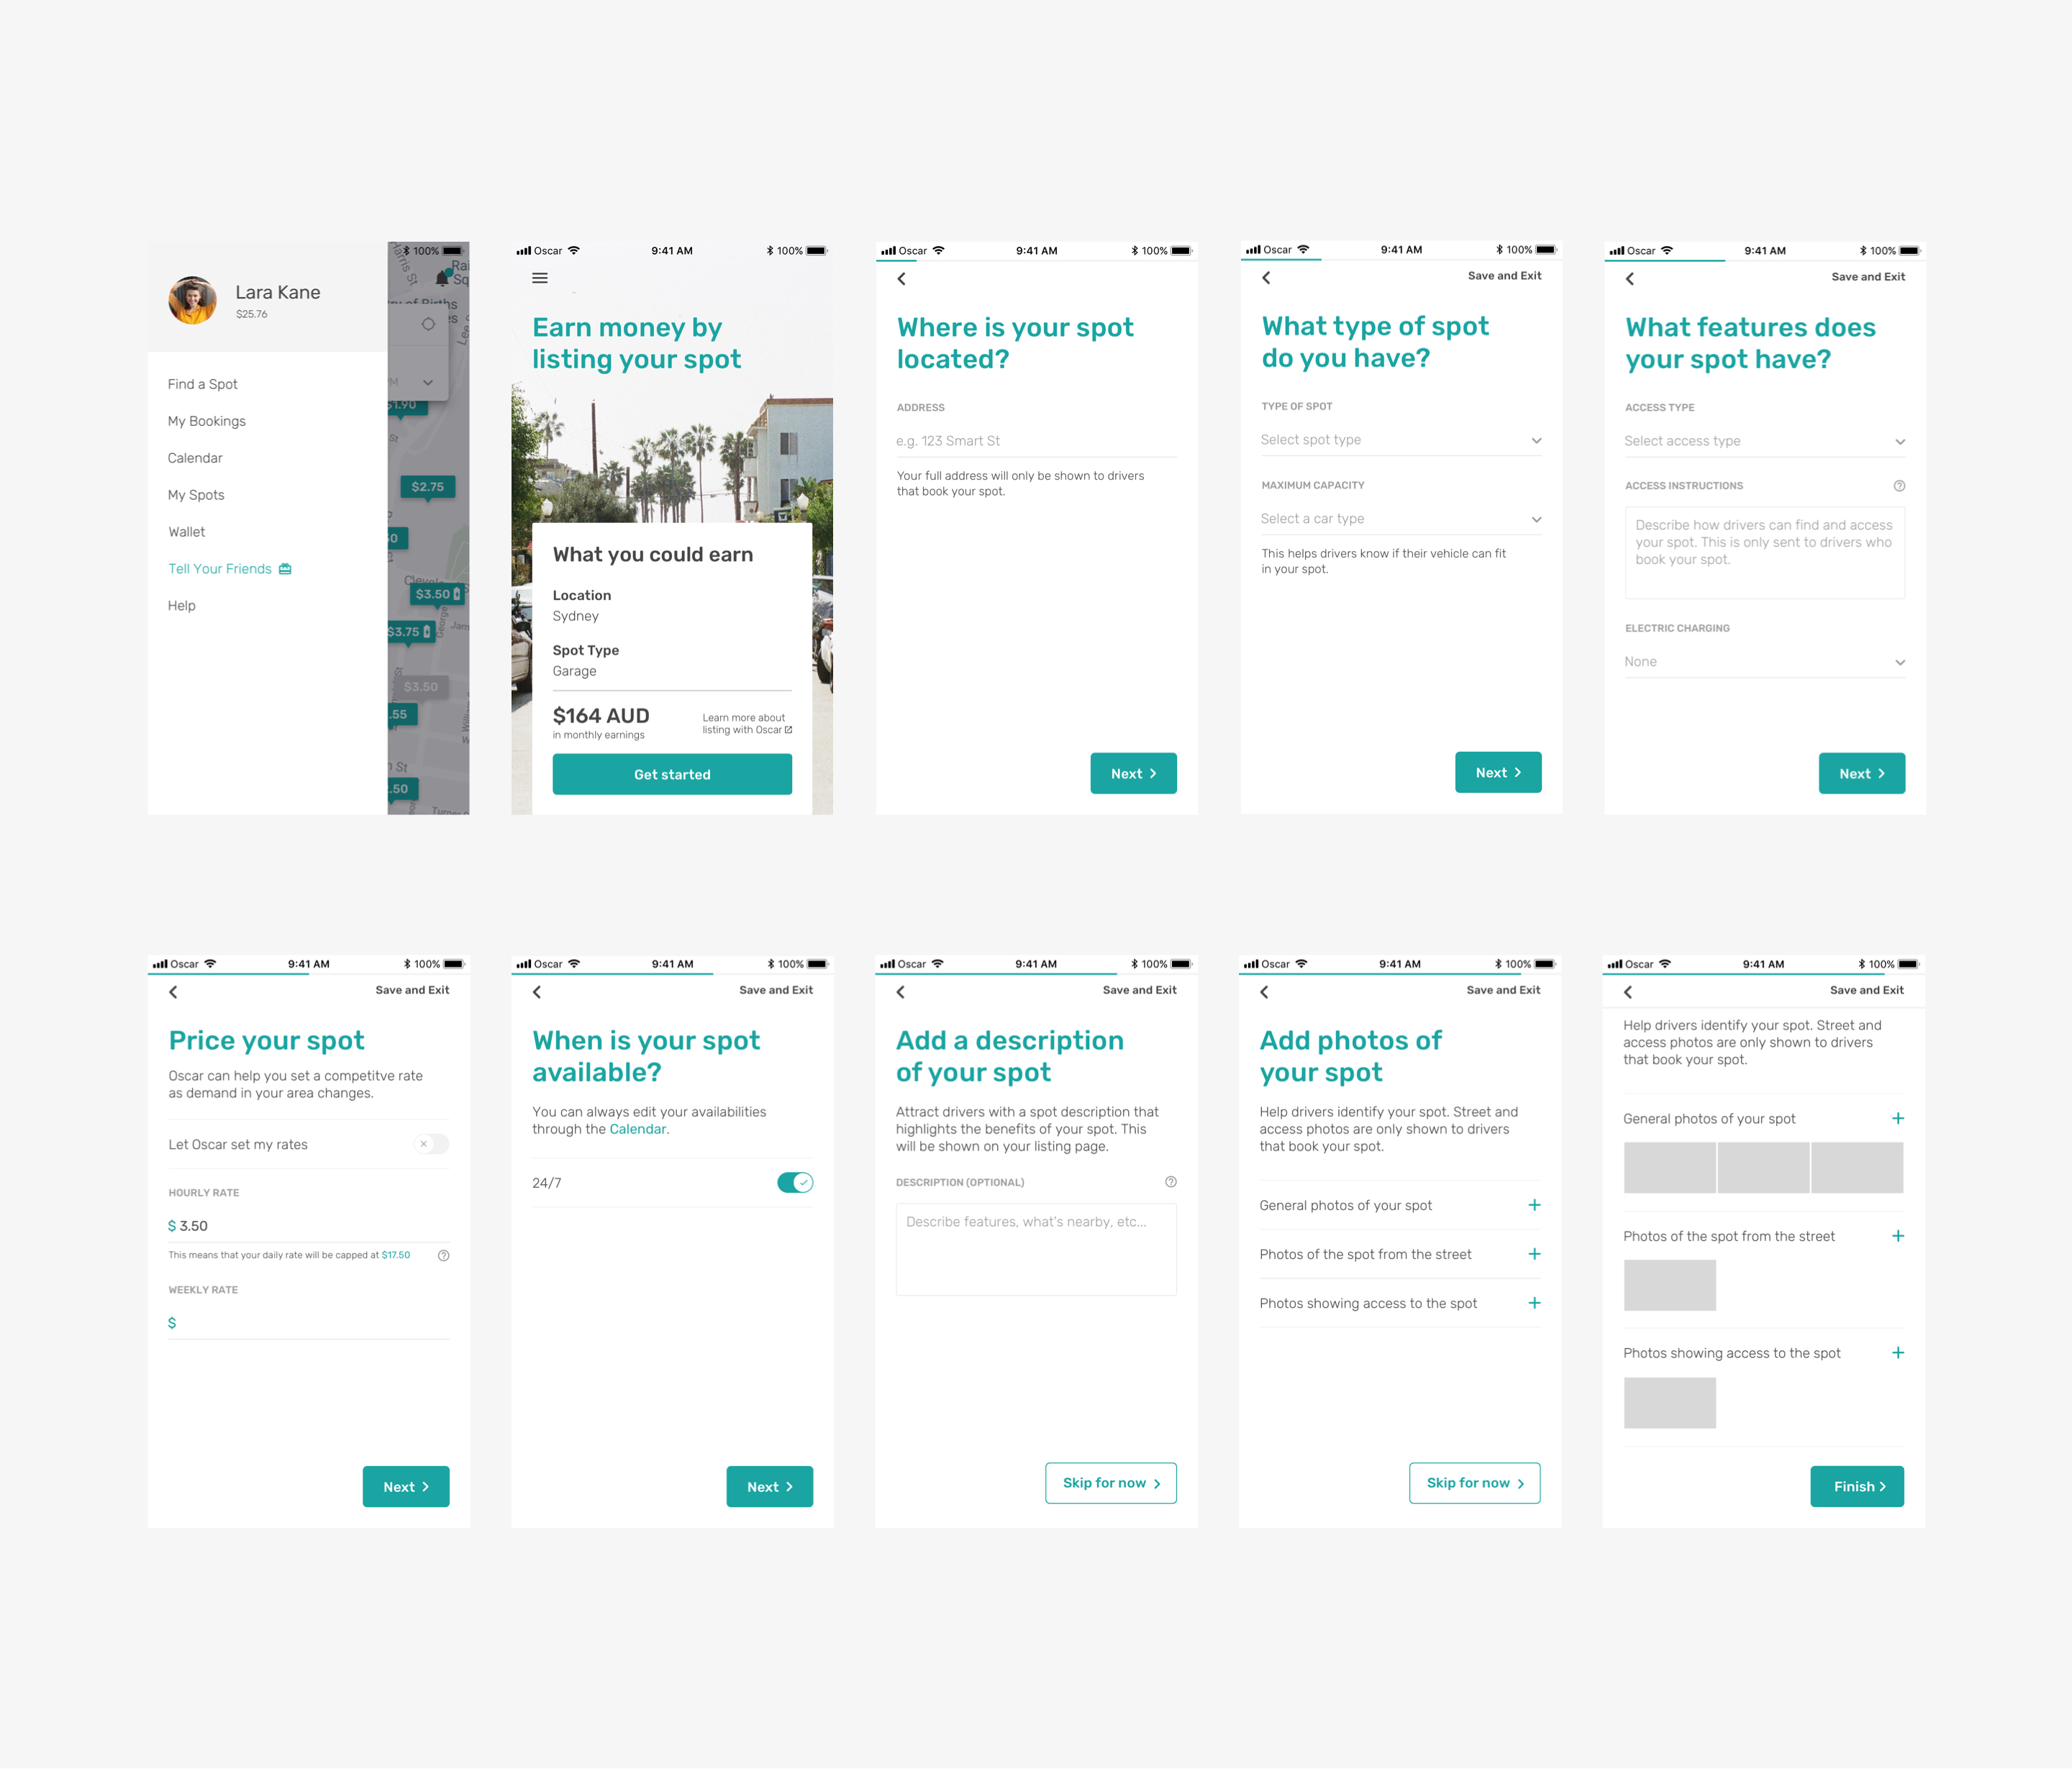 100%
Lara Kane
$25.76
Find a Spot
My Bookings
Calendar
My Spots
Wallet
Tell Your Friends
Help
Harris St
Rai
Sq
of Births
PM
$1.90
St
$2.75
$3.50
George
Jam
$3.75
$3.50
.55
St
.50
Oscar
9:41 AM
100%
Earn money by
listing your spot
What you could earn
Location
Sydney
Spot Type
Garage
$164 AUD
in monthly earnings
Learn more about
listing with Oscar
Get started
Oscar
9:41 AM
100%
Where is your spot
located?
ADDRESS
e.g. 123 Smart St
Your full address will only be shown to drivers
that book your spot.
Next
Oscar
9:41 AM
100%
Save and Exit
What type of spot
do you have?
TYPE OF SPOT
Select spot type
MAXIMUM CAPACITY
Select a car type
This helps drivers know if their vehicle can fit
in your spot.
Next
Oscar
9:41 AM
100%
Save and Exit
What features does
your spot have?
ACCESS TYPE
Select access type
ACCESS INSTRUCTIONS
Describe how drivers can find and access
your spot. This is only sent to drivers who
book your spot.
ELECTRIC CHARGING
None
Next
Oscar
9:41 AM
100%
Save and Exit
Price your spot
Oscar can help you set a competitve rate
as demand in your area changes.
Let Oscar set my rates
HOURLY RATE
$ 3.50
This means that your daily rate will be capped at $17.50
WEEKLY RATE
$
Next
Oscar
9:41 AM
100%
Save and Exit
When is your spot
available?
You can always edit your availabilities
through the Calendar.
24/7
Next
Oscar
9:41 AM
100%
Save and Exit
Add a description
of your spot
Attract drivers with a spot description that
highlights the benefits of your spot. This
will be shown on your listing page.
DESCRIPTION (OPTIONAL)
Describe features, what's nearby, etc...
Skip for now
Oscar
9:41 AM
100%
Save and Exit
Add photos of
your spot
Help drivers identify your spot. Street and
access photos are only shown to drivers
that book your spot.
General photos of your spot
Photos of the spot from the street
Photos showing access to the spot
Skip for now
Oscar
9:41 AM
100%
Save and Exit
Help drivers identify your spot. Street and
access photos are only shown to drivers
that book your spot.
General photos of your spot
Photos of the spot from the street
Photos showing access to the spot
Finish